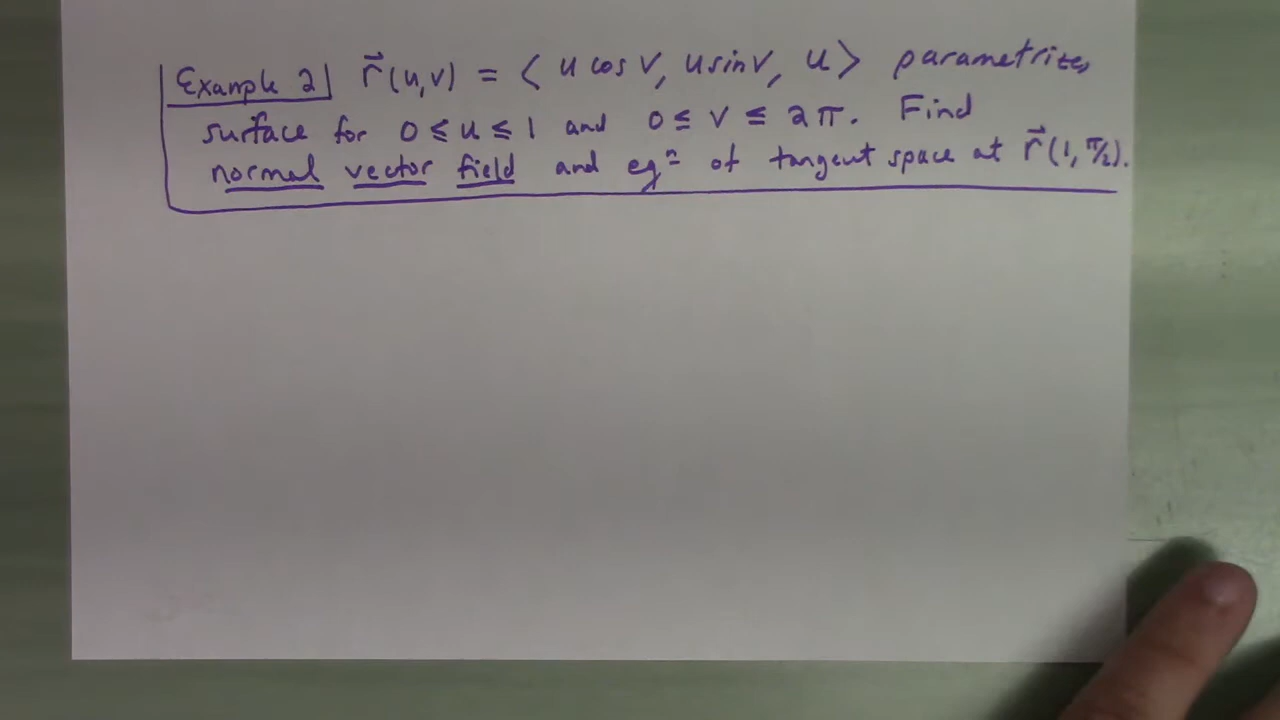 Example 2 r⃗(u,v) = ⟨ u cos v, u sin v, u ⟩ parametrizes
surface for 0 ≤ u ≤ 1 and 0 ≤ v ≤ 2π. Find
normal vector field and eqⁿ of tangent space at r⃗(1, π/2).